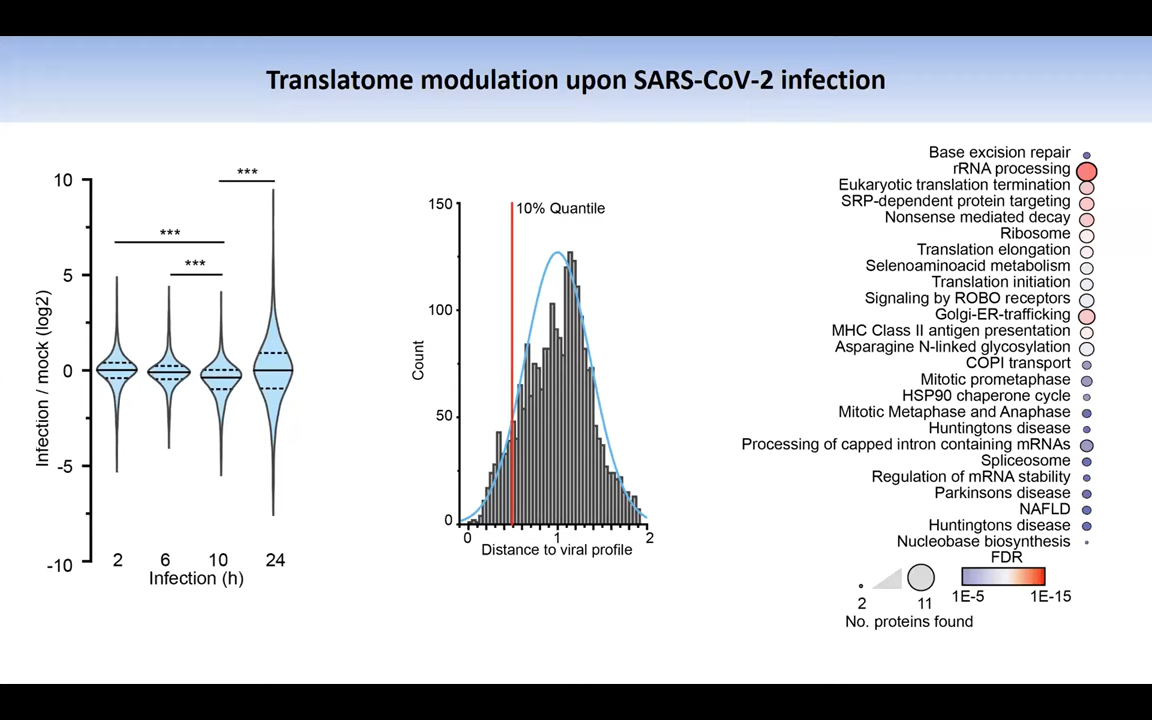 Translatome modulation upon SARS-CoV-2 infection
Infection / mock (log2)
10
5
0
-5
-10
***
***
***
2 6 10 24
Infection (h)
Count
150
100
50
0
10% Quantile
0 1 2
Distance to viral profile
Base excision repair
rRNA processing
Eukaryotic translation termination
SRP-dependent protein targeting
Nonsense mediated decay
Ribosome
Translation elongation
Selenoaminoacid metabolism
Translation initiation
Signaling by ROBO receptors
Golgi-ER-trafficking
MHC Class II antigen presentation
Asparagine N-linked glycosylation
COPI transport
Mitotic prometaphase
HSP90 chaperone cycle
Mitotic Metaphase and Anaphase
Huntingtons disease
Processing of capped intron containing mRNAs
Spliceosome
Regulation of mRNA stability
Parkinsons disease
NAFLD
Huntingtons disease
Nucleobase biosynthesis
FDR
2 11
1E-5 1E-15
No. proteins found